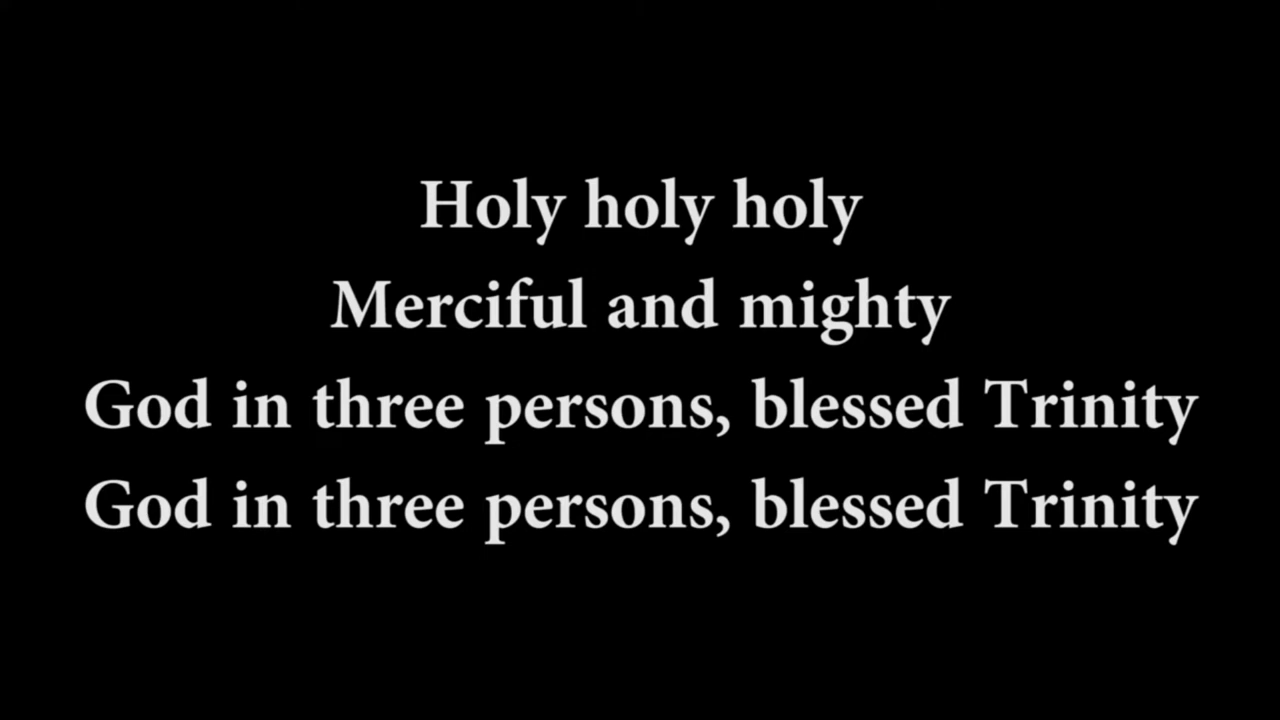 Holy holy holy
Merciful and mighty
God in three persons, blessed Trinity
God in three persons, blessed Trinity